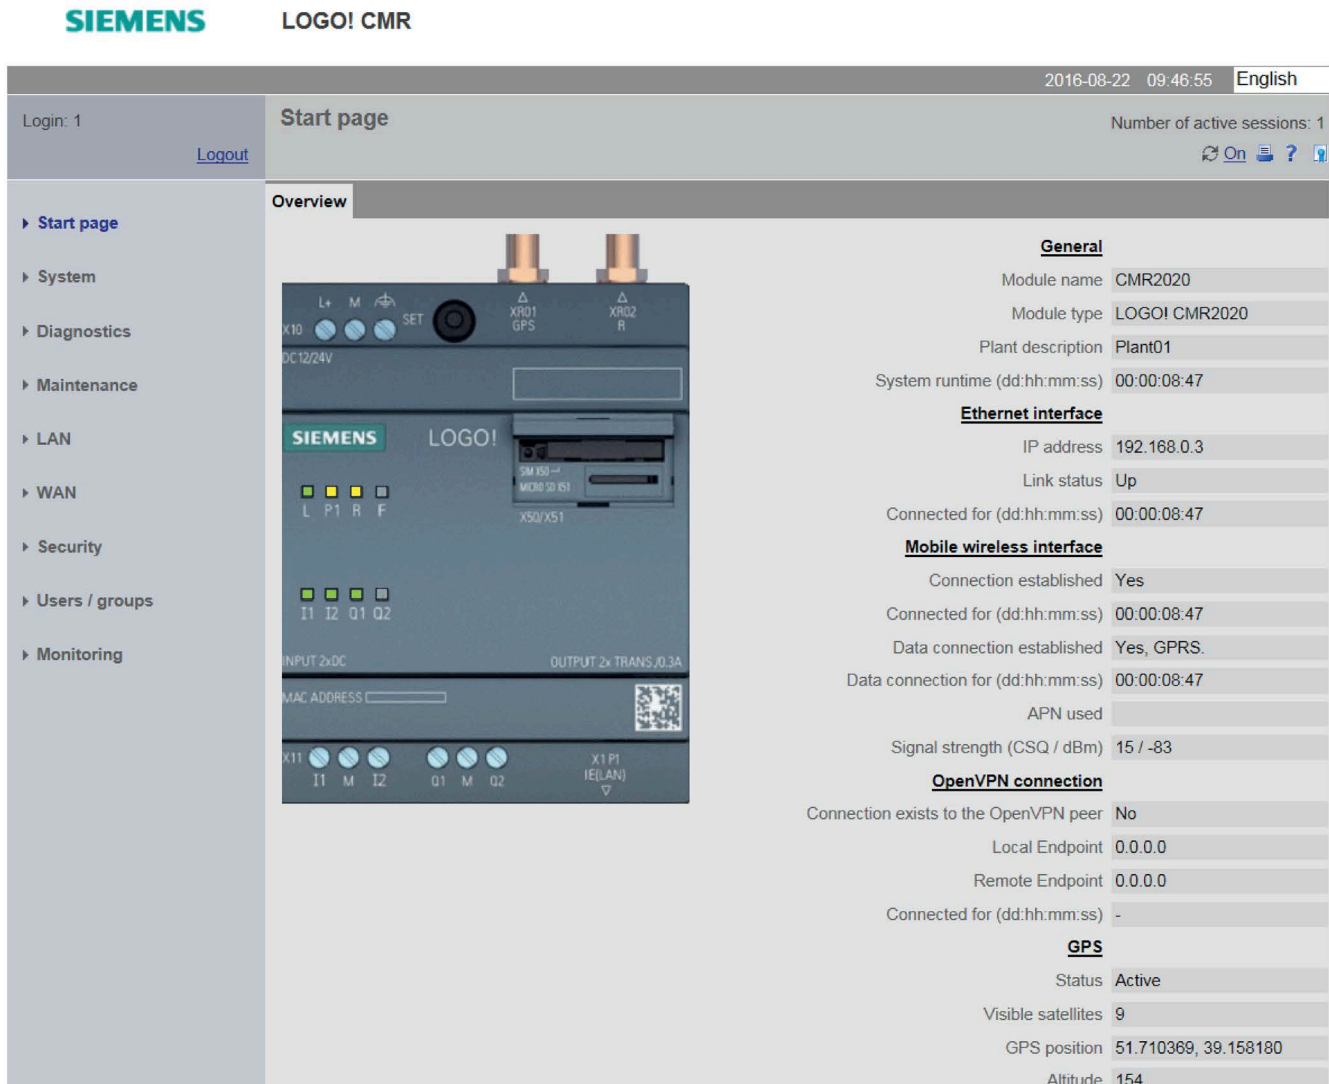 SIEMENS LOGO! CMR
2016-08-22 09:46:55 English
Login: 1
Logout
Start page
Number of active sessions: 1
On ?
Start page
System
Diagnostics
Maintenance
LAN
WAN
Security
Users / groups
Monitoring
Overview
L+ M
SET
XR01
GPS
XR02
R
X10
DC12/24V
SIEMENS LOGO!
SIM X50
MICRO SD X51
X50/X51
L P1 R F
I1 I2 Q1 Q2
INPUT 2xDC OUTPUT 2x TRANS./0.3A
MAC ADDRESS
X11
I1 M I2 Q1 M Q2
X1 P1
IE(LAN)
General
Module name CMR2020
Module type LOGO! CMR2020
Plant description Plant01
System runtime (dd:hh:mm:ss) 00:00:08:47
Ethernet interface
IP address 192.168.0.3
Link status Up
Connected for (dd:hh:mm:ss) 00:00:08:47
Mobile wireless interface
Connection established Yes
Connected for (dd:hh:mm:ss) 00:00:08:47
Data connection established Yes, GPRS.
Data connection for (dd:hh:mm:ss) 00:00:08:47
APN used
Signal strength (CSQ / dBm) 15 / -83
OpenVPN connection
Connection exists to the OpenVPN peer No
Local Endpoint 0.0.0.0
Remote Endpoint 0.0.0.0
Connected for (dd:hh:mm:ss) -
GPS
Status Active
Visible satellites 9
GPS position 51.710369, 39.158180
Altitude 154